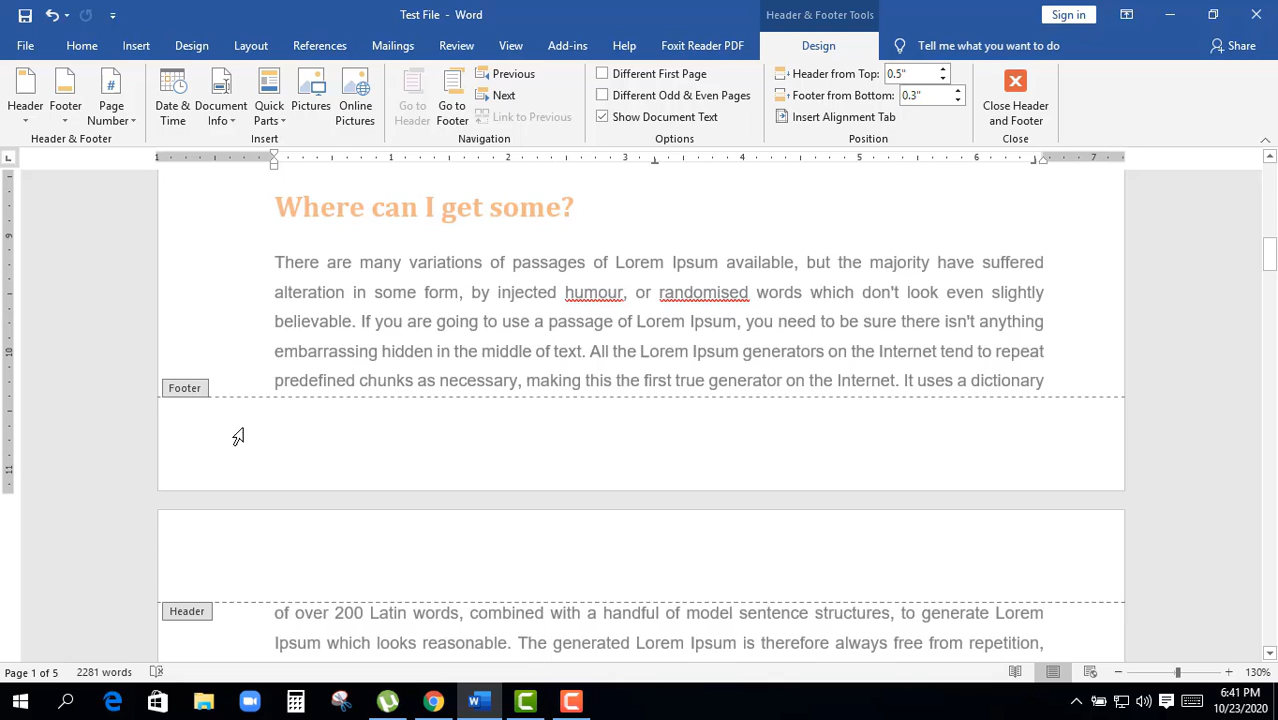 Test File - Word
Header & Footer Tools
Sign in
File Home Insert Design Layout References Mailings Review View Add-ins Help Foxit Reader PDF Design Tell me what you want to do Share
Header
Footer
Page Number
Header & Footer
Date & Time
Document Info
Quick Parts
Pictures
Online Pictures
Insert
Go to Header
Go to Footer
Previous
Next
Link to Previous
Navigation
Different First Page
Different Odd & Even Pages
Show Document Text
Options
Header from Top: 0.5"
Footer from Bottom: 0.3"
Insert Alignment Tab
Position
Close Header and Footer
Close
1 1 2 3 4 5 6 7
9
10
11
Where can I get some?
There are many variations of passages of Lorem Ipsum available, but the majority have suffered
alteration in some form, by injected humour, or randomised words which don't look even slightly
believable. If you are going to use a passage of Lorem Ipsum, you need to be sure there isn't anything
embarrassing hidden in the middle of text. All the Lorem Ipsum generators on the Internet tend to repeat
predefined chunks as necessary, making this the first true generator on the Internet. It uses a dictionary
Footer
Header
of over 200 Latin words, combined with a handful of model sentence structures, to generate Lorem
Ipsum which looks reasonable. The generated Lorem Ipsum is therefore always free from repetition,
Page 1 of 5 2281 words 130%
6:41 PM
10/23/2020